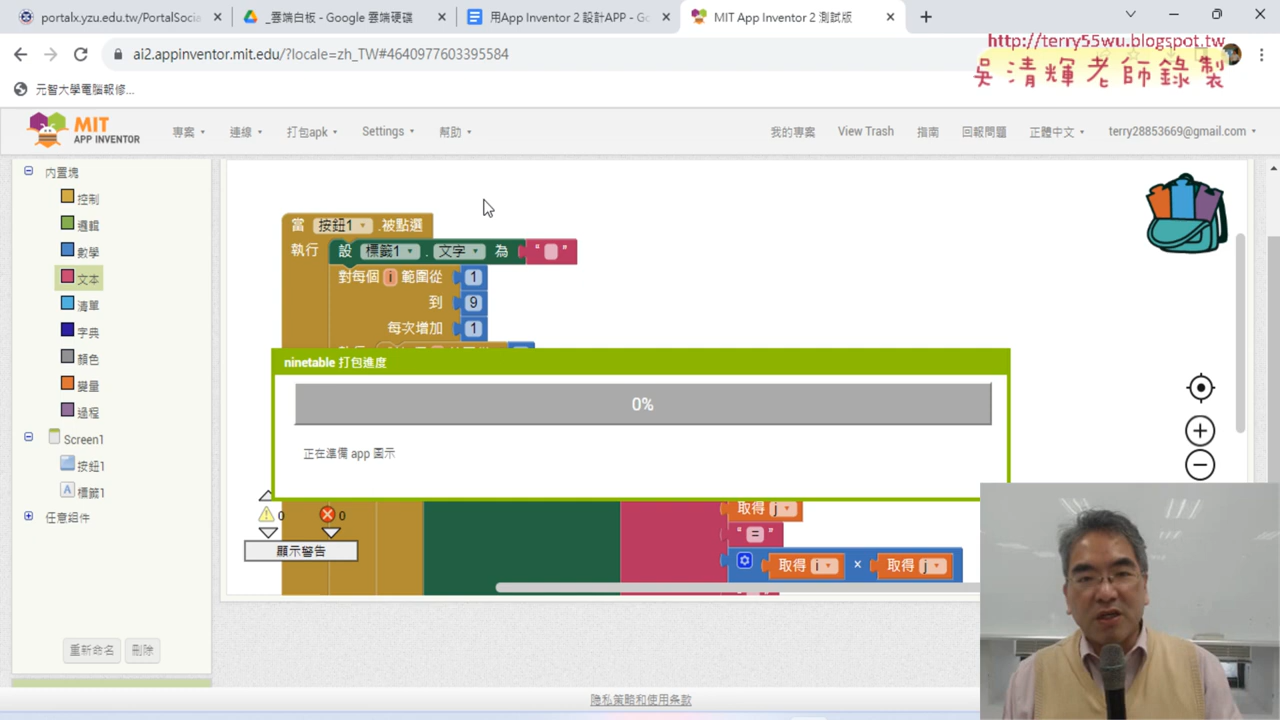 portalx.yzu.edu.tw/PortalSocia
_雲端白板 - Google 雲端硬碟
用App Inventor 2 設計APP - Go
MIT App Inventor 2 測試版
ai2.appinventor.mit.edu/?locale=zh_TW#4640977603395584
http://terry55wu.blogspot.tw
吳清輝老師錄製
元智大學電腦報修...
MIT
APP INVENTOR
專案
連線
打包apk
Settings
幫助
我的專案
View Trash
指南
回報問題
正體中文
terry28853669@gmail.com
內置塊
控制
邏輯
數學
文本
清單
字典
顏色
變量
過程
Screen1
按鈕1
標籤1
任意組件
重新命名
刪除
當 按鈕1 .被點選
執行 設 標籤1 . 文字 為 “ ”
對每個 i 範圍從 1
到 9
每次增加 1
ninetable 打包進度
0%
正在準備 app 圖示
取得 j
“ = ”
取得 i × 取得 j
0
0
顯示警告
隐私策略和使用条款